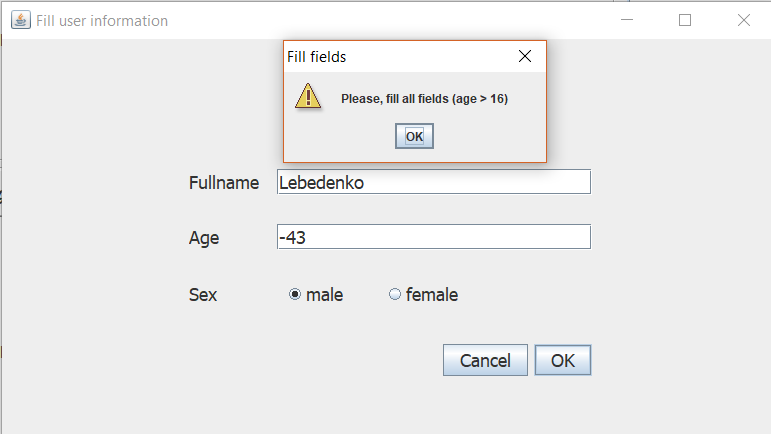 Fill user information
Fill fields
Please, fill all fields (age > 16)
OK
Fullname Lebedenko
Age -43
Sex male female
Cancel OK